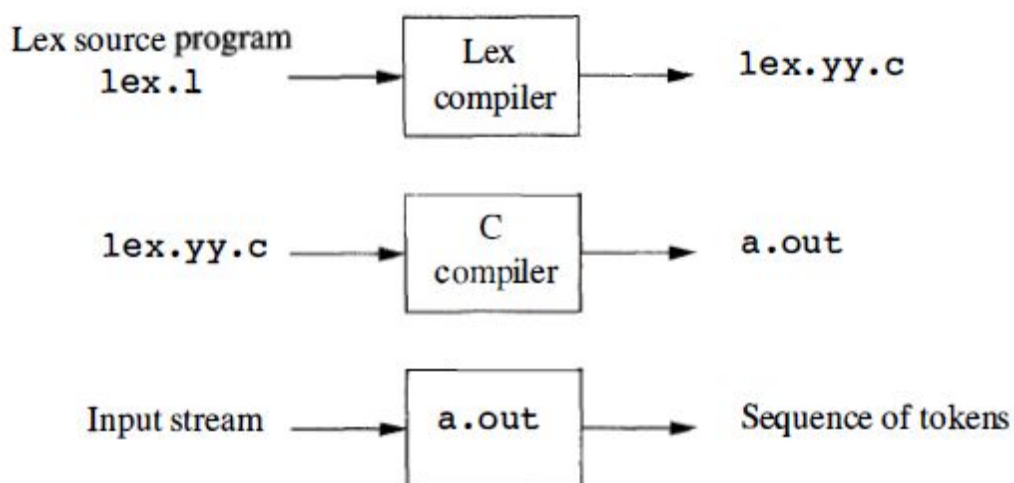 Lex source program
lex.l
Lex
compiler
lex.yy.c
lex.yy.c
C
compiler
a.out
Input stream
a.out
Sequence of tokens